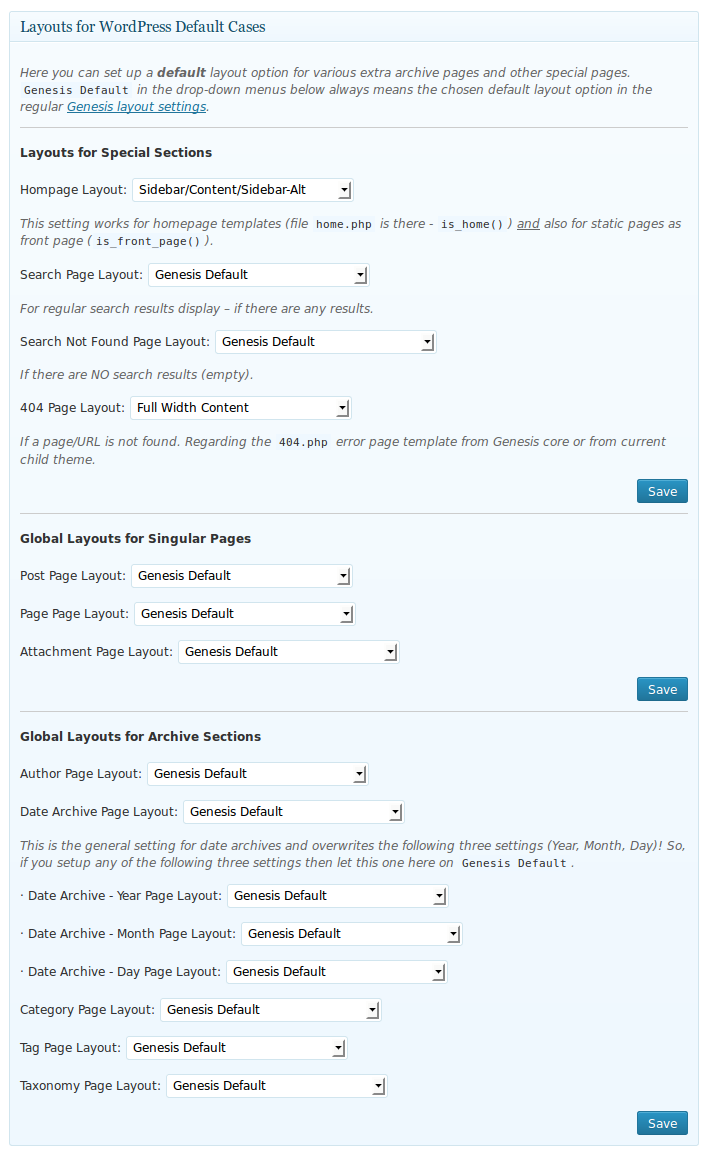 Layouts for WordPress Default Cases
Here you can set up a default layout option for various extra archive pages and other special pages.
Genesis Default in the drop-down menus below always means the chosen default layout option in the
regular Genesis layout settings.
Layouts for Special Sections
Hompage Layout: Sidebar/Content/Sidebar-Alt
This setting works for homepage templates (file home.php is there - is_home() ) and also for static pages as
front page ( is_front_page() ).
Search Page Layout: Genesis Default
For regular search results display – if there are any results.
Search Not Found Page Layout: Genesis Default
If there are NO search results (empty).
404 Page Layout: Full Width Content
If a page/URL is not found. Regarding the 404.php error page template from Genesis core or from current
child theme.
Save
Global Layouts for Singular Pages
Post Page Layout: Genesis Default
Page Page Layout: Genesis Default
Attachment Page Layout: Genesis Default
Save
Global Layouts for Archive Sections
Author Page Layout: Genesis Default
Date Archive Page Layout: Genesis Default
This is the general setting for date archives and overwrites the following three settings (Year, Month, Day)! So,
if you setup any of the following three settings then let this one here on Genesis Default .
· Date Archive - Year Page Layout: Genesis Default
· Date Archive - Month Page Layout: Genesis Default
· Date Archive - Day Page Layout: Genesis Default
Category Page Layout: Genesis Default
Tag Page Layout: Genesis Default
Taxonomy Page Layout: Genesis Default
Save